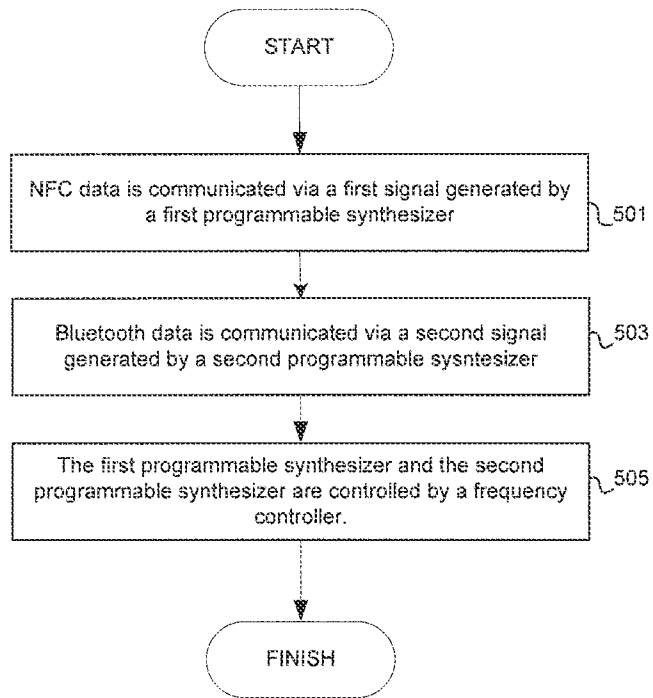 START
NFC data is communicated via a first signal generated by
a first programmable synthesizer
501
Bluetooth data is communicated via a second signal
generated by a second programmable sysntesizer
503
The first programmable synthesizer and the second
programmable synthesizer are controlled by a frequency
controller.
505
FINISH